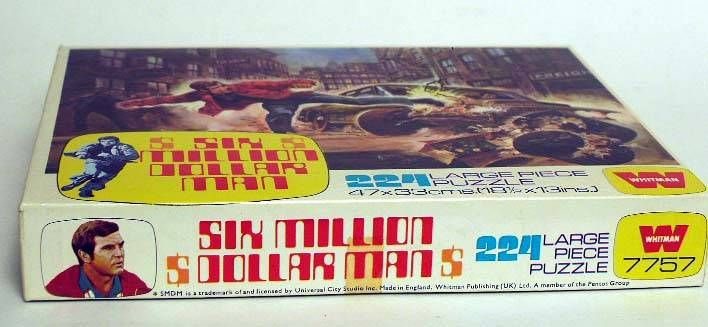 $ SIX $
MILLION
DOLLAR
MAN
224 LARGE PIECE
PUZZLE
47x33cms.(18½x13ins.)
WHITMAN
SIX MILLION
$ DOLLAR MAN $
224 LARGE
PIECE
PUZZLE
WHITMAN
7757
* SMDM is a trademark of and licensed by Universal City Studio Inc. Made in England. Whitman Publishing (UK) Ltd. A member of the Pentos Group